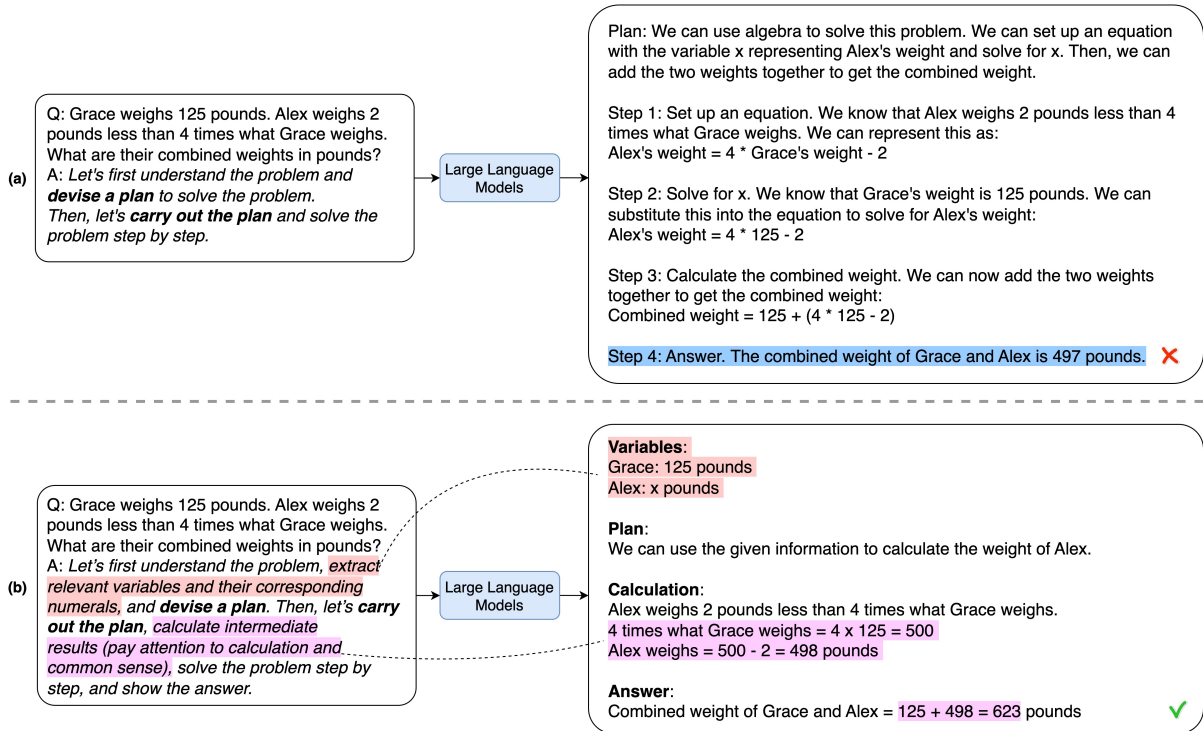 (a)
Q: Grace weighs 125 pounds. Alex weighs 2
pounds less than 4 times what Grace weighs.
What are their combined weights in pounds?
A: Let's first understand the problem and
devise a plan to solve the problem.
Then, let's carry out the plan and solve the
problem step by step.
Large Language
Models
Plan: We can use algebra to solve this problem. We can set up an equation
with the variable x representing Alex's weight and solve for x. Then, we can
add the two weights together to get the combined weight.
Step 1: Set up an equation. We know that Alex weighs 2 pounds less than 4
times what Grace weighs. We can represent this as:
Alex's weight = 4 * Grace's weight - 2
Step 2: Solve for x. We know that Grace's weight is 125 pounds. We can
substitute this into the equation to solve for Alex's weight:
Alex's weight = 4 * 125 - 2
Step 3: Calculate the combined weight. We can now add the two weights
together to get the combined weight:
Combined weight = 125 + (4 * 125 - 2)
Step 4: Answer. The combined weight of Grace and Alex is 497 pounds.
(b)
Q: Grace weighs 125 pounds. Alex weighs 2
pounds less than 4 times what Grace weighs.
What are their combined weights in pounds?
A: Let's first understand the problem, extract
relevant variables and their corresponding
numerals, and devise a plan. Then, let's carry
out the plan, calculate intermediate
results (pay attention to calculation and
common sense), solve the problem step by
step, and show the answer.
Large Language
Models
Variables:
Grace: 125 pounds
Alex: x pounds
Plan:
We can use the given information to calculate the weight of Alex.
Calculation:
Alex weighs 2 pounds less than 4 times what Grace weighs.
4 times what Grace weighs = 4 x 125 = 500
Alex weighs = 500 - 2 = 498 pounds
Answer:
Combined weight of Grace and Alex = 125 + 498 = 623 pounds